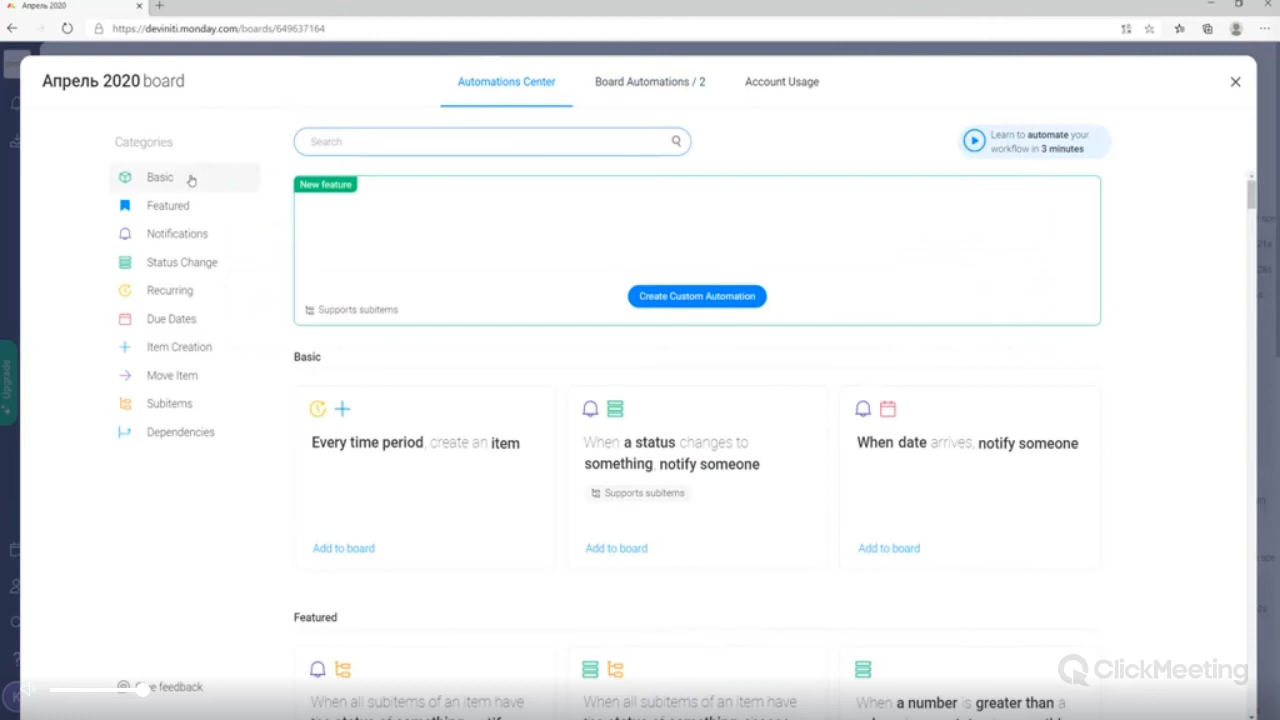 Апрель 2020
https://deviniti.monday.com/boards/649637164
Апрель 2020 board
Automations Center
Board Automations / 2
Account Usage
Categories
Search
Learn to automate your
workflow in 3 minutes
Basic
Featured
Notifications
Status Change
Recurring
Due Dates
Item Creation
Move Item
Subitems
Dependencies
New feature
Create Custom Automation
Supports subitems
Basic
Every time period, create an item
Add to board
When a status changes to
something, notify someone
Supports subitems
Add to board
When date arrives, notify someone
Add to board
Featured
When all subitems of an item have
When all subitems of an item have
When a number is greater than a
Upgrade
feedback
ClickMeeting